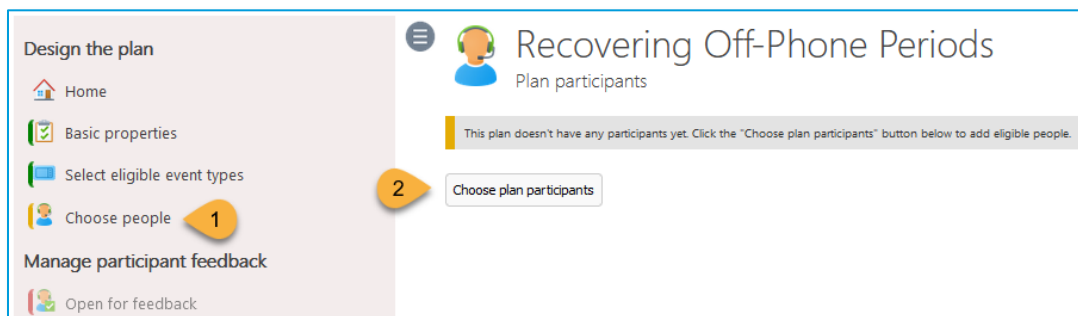 Design the plan
Home
Basic properties
Select eligible event types
Choose people
1
Manage participant feedback
Open for feedback
Recovering Off-Phone Periods
Plan participants
This plan doesn't have any participants yet. Click the "Choose plan participants" button below to add eligible people.
2
Choose plan participants